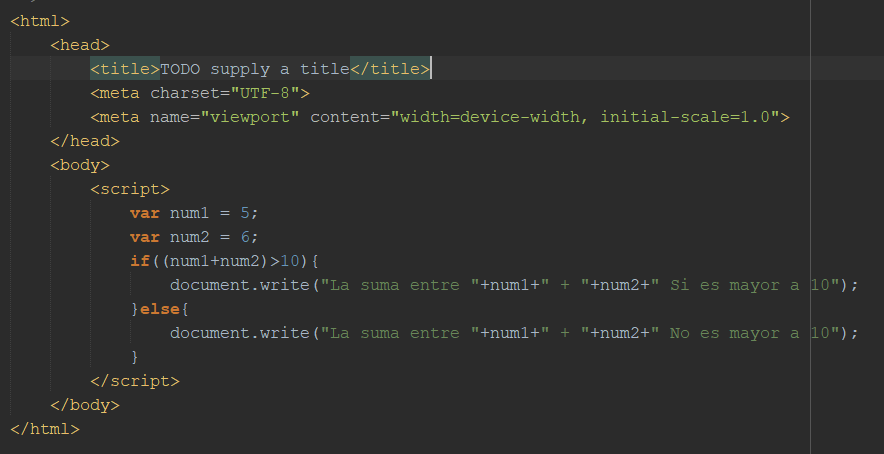 <html>
<head>
<title>TODO supply a title</title>
<meta charset="UTF-8">
<meta name="viewport" content="width=device-width, initial-scale=1.0">
</head>
<body>
<script>
var num1 = 5;
var num2 = 6;
if((num1+num2)>10){
document.write("La suma entre "+num1+" + "+num2+" Si es mayor a 10");
}else{
document.write("La suma entre "+num1+" + "+num2+" No es mayor a 10");
}
</script>
</body>
</html>